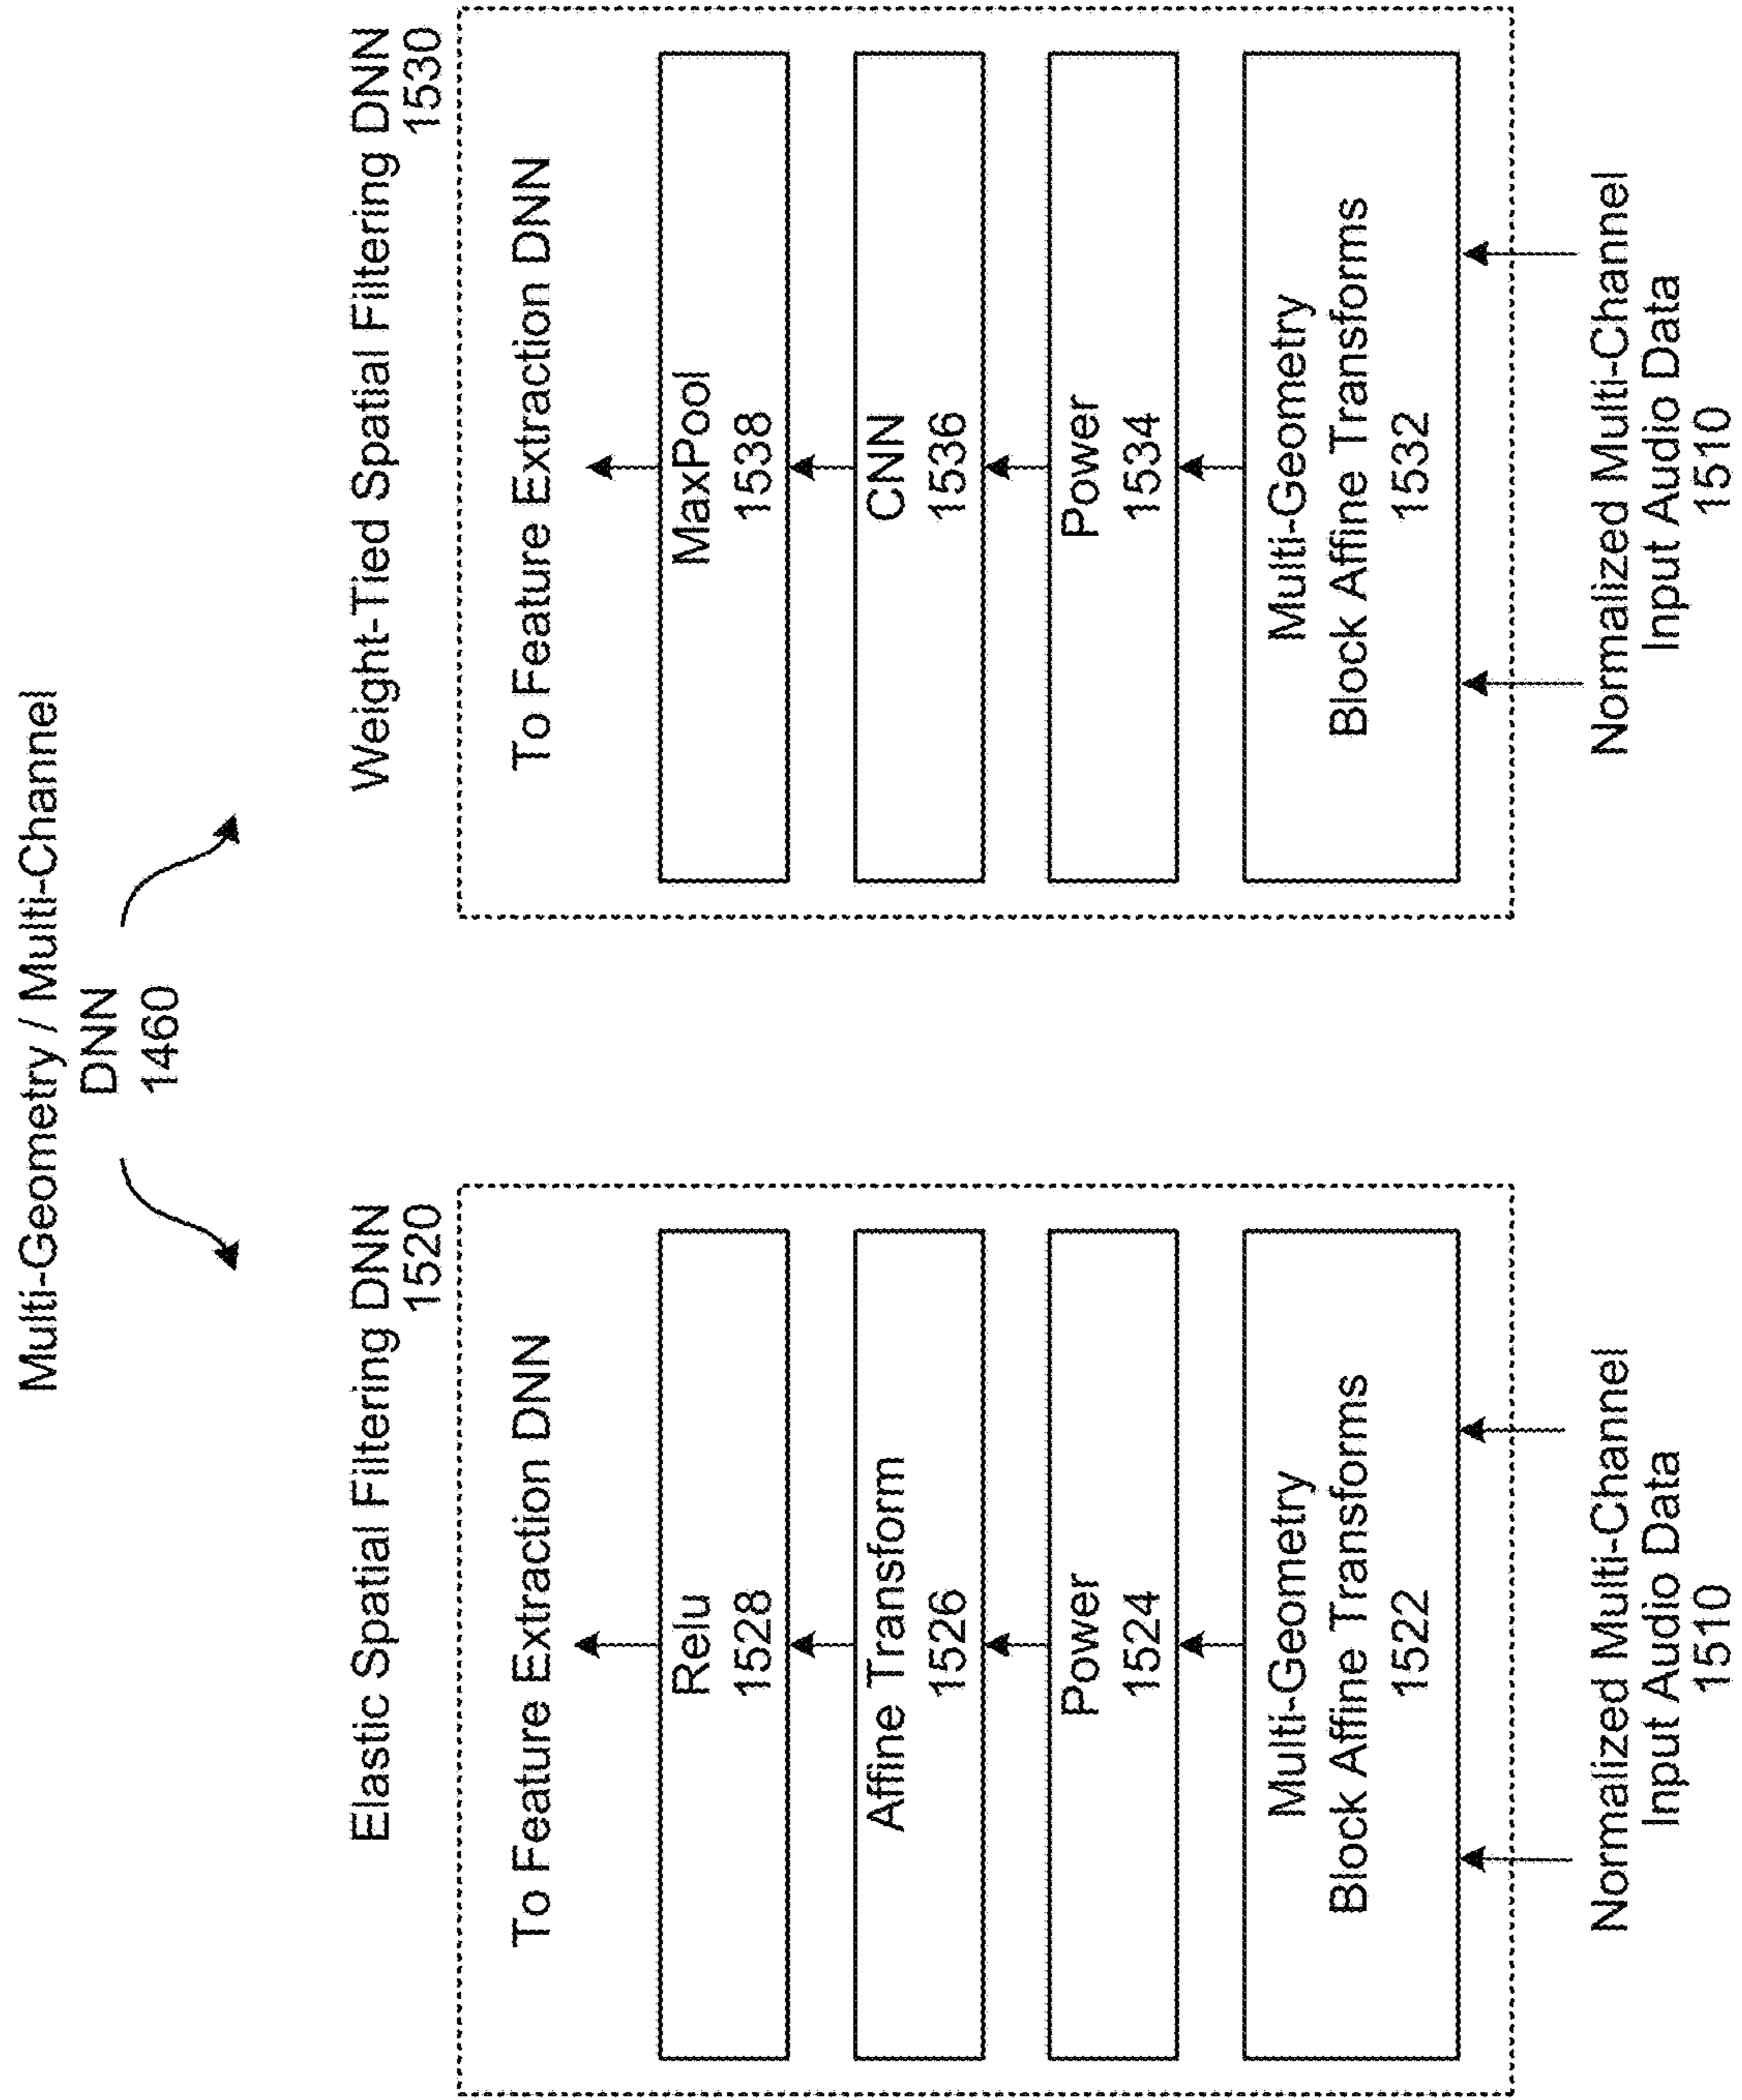 Multi-Geometry / Multi-Channel
DNN
1460
Elastic Spatial Filtering DNN
1520
To Feature Extraction DNN
Relu
1528
Affine Transform
1526
Power
1524
Multi-Geometry
Block Affine Transforms
1522
Normalized Multi-Channel
Input Audio Data
1510
Weight-Tied Spatial Filtering DNN
1530
To Feature Extraction DNN
MaxPool
1538
CNN
1536
Power
1534
Multi-Geometry
Block Affine Transforms
1532
Normalized Multi-Channel
Input Audio Data
1510